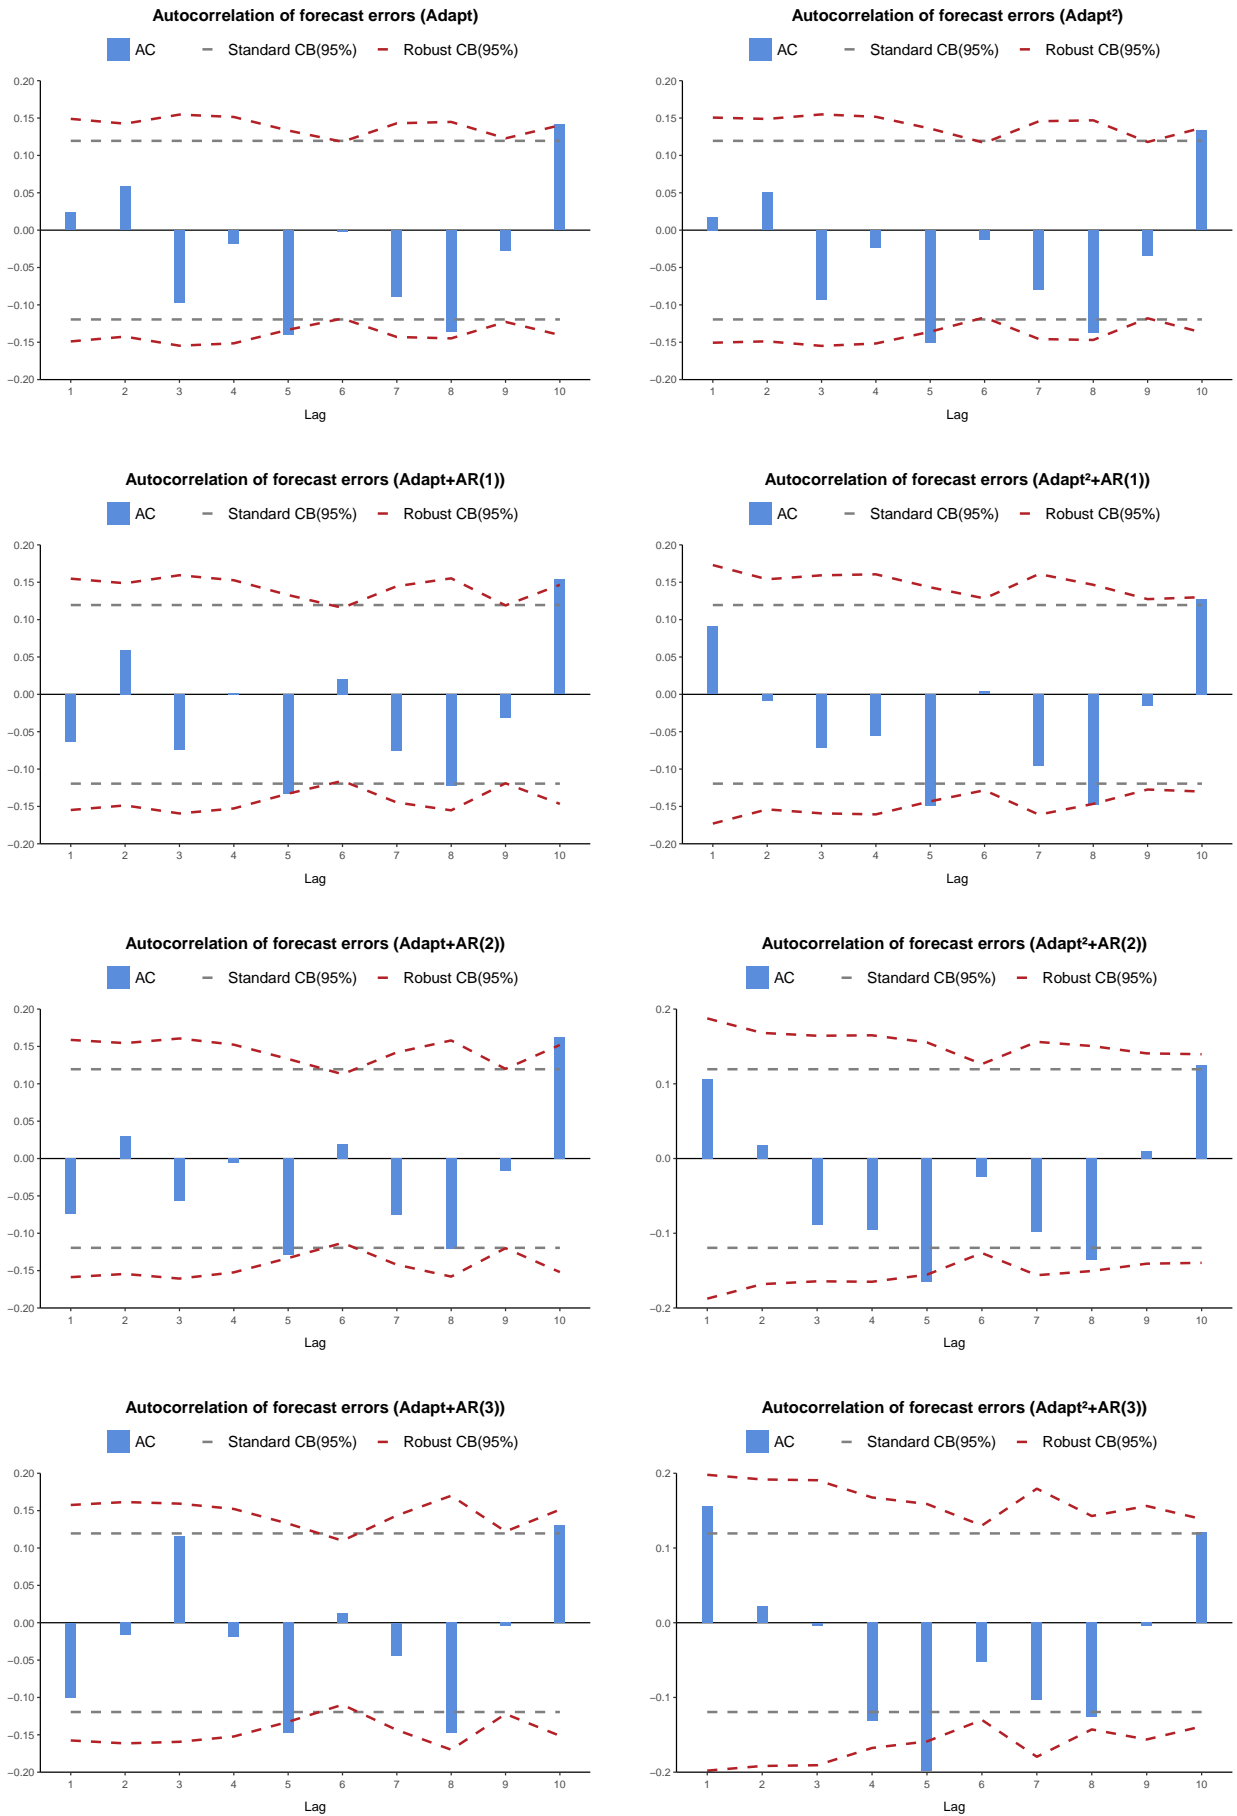 Autocorrelation of forecast errors (Adapt)
AC Standard CB(95%) Robust CB(95%)
0.20
0.15
0.10
0.05
0.00
−0.05
−0.10
−0.15
−0.20
1 2 3 4 5 6 7 8 9 10
Lag
Autocorrelation of forecast errors (Adapt²)
AC Standard CB(95%) Robust CB(95%)
0.20
0.15
0.10
0.05
0.00
−0.05
−0.10
−0.15
−0.20
1 2 3 4 5 6 7 8 9 10
Lag
Autocorrelation of forecast errors (Adapt+AR(1))
AC Standard CB(95%) Robust CB(95%)
0.20
0.15
0.10
0.05
0.00
−0.05
−0.10
−0.15
−0.20
1 2 3 4 5 6 7 8 9 10
Lag
Autocorrelation of forecast errors (Adapt²+AR(1))
AC Standard CB(95%) Robust CB(95%)
0.20
0.15
0.10
0.05
0.00
−0.05
−0.10
−0.15
−0.20
1 2 3 4 5 6 7 8 9 10
Lag
Autocorrelation of forecast errors (Adapt+AR(2))
AC Standard CB(95%) Robust CB(95%)
0.20
0.15
0.10
0.05
0.00
−0.05
−0.10
−0.15
−0.20
1 2 3 4 5 6 7 8 9 10
Lag
Autocorrelation of forecast errors (Adapt²+AR(2))
AC Standard CB(95%) Robust CB(95%)
0.2
0.1
0.0
−0.1
−0.2
1 2 3 4 5 6 7 8 9 10
Lag
Autocorrelation of forecast errors (Adapt+AR(3))
AC Standard CB(95%) Robust CB(95%)
0.20
0.15
0.10
0.05
0.00
−0.05
−0.10
−0.15
−0.20
1 2 3 4 5 6 7 8 9 10
Lag
Autocorrelation of forecast errors (Adapt²+AR(3))
AC Standard CB(95%) Robust CB(95%)
0.2
0.1
0.0
−0.1
−0.2
1 2 3 4 5 6 7 8 9 10
Lag